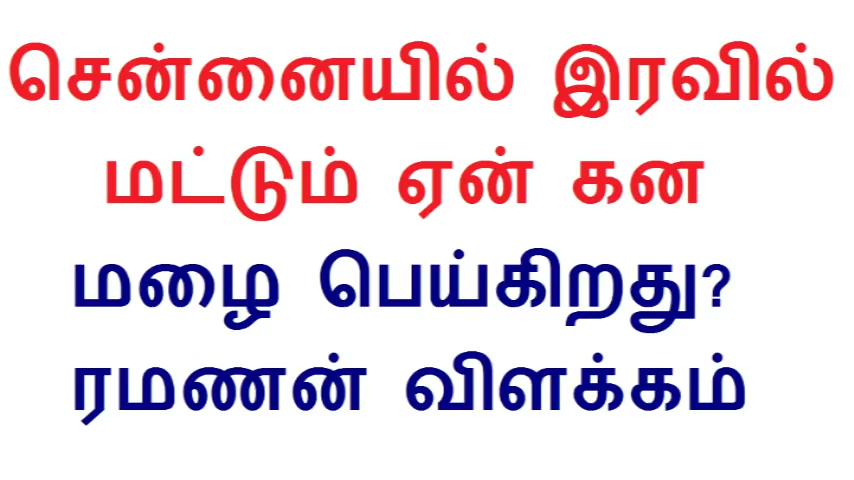 சென்னையில் இரவில்
மட்டும் ஏன் கன
மழை பெய்கிறது?
ரமணன் விளக்கம்